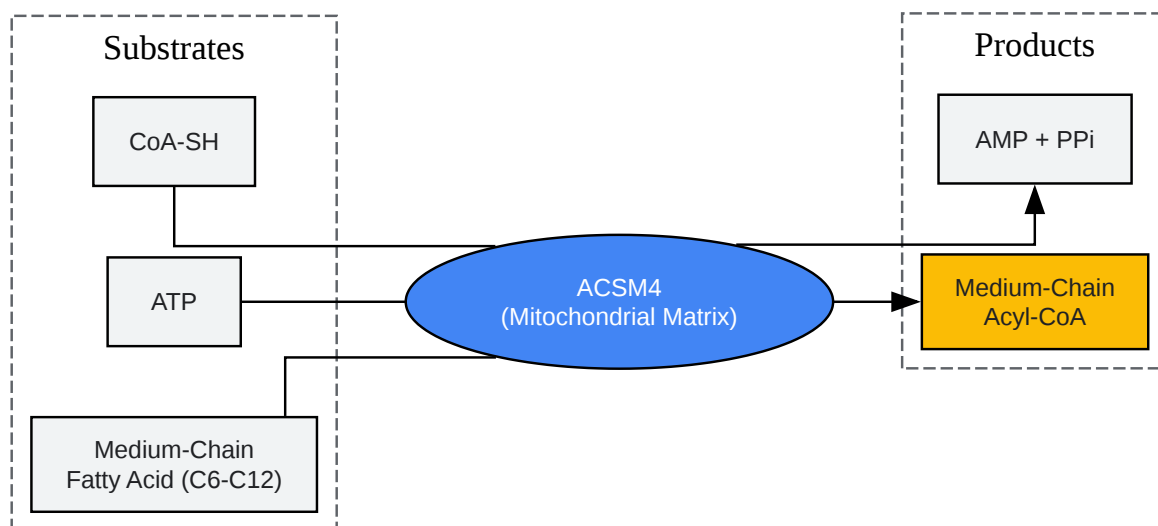 Substrates
CoA-SH
ATP
Medium-Chain
Fatty Acid (C6-C12)
ACSM4
(Mitochondrial Matrix)
Products
AMP + PPi
Medium-Chain
Acyl-CoA